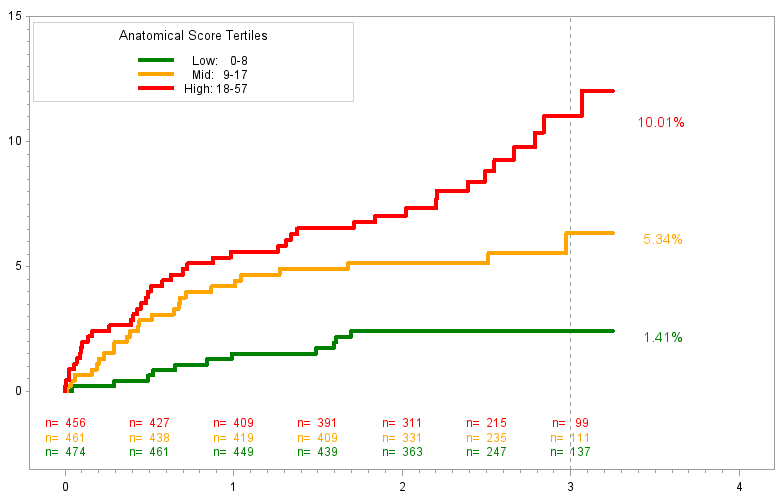 15
Anatomical Score Tertiles
Low: 0-8
Mid: 9-17
High: 18-57
10.01%
10
5.34%
5
1.41%
0
n= 456 n= 427 n= 409 n= 391 n= 311 n= 215 n= 99
n= 461 n= 438 n= 419 n= 409 n= 331 n= 235 n= 111
n= 474 n= 461 n= 449 n= 439 n= 363 n= 247 n= 137
0 1 2 3 4